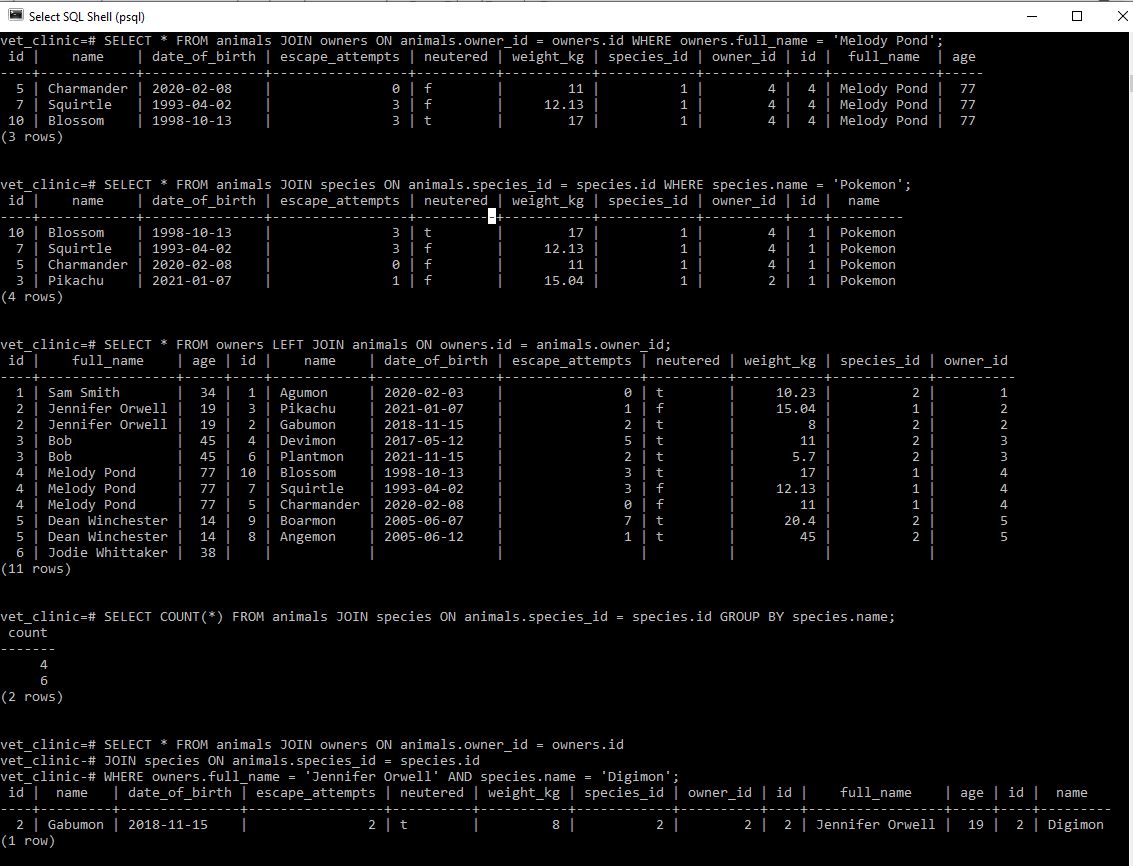 Select SQL Shell (psql)
vet_clinic=# SELECT * FROM animals JOIN owners ON animals.owner_id = owners.id WHERE owners.full_name = 'Melody Pond';
 id |    name    | date_of_birth | escape_attempts | neutered | weight_kg | species_id | owner_id | id |  full_name  | age
----+------------+---------------+-----------------+----------+-----------+------------+----------+----+-------------+-----
  5 | Charmander | 2020-02-08    |               0 | f        |        11 |          1 |        4 |  4 | Melody Pond |  77
  7 | Squirtle   | 1993-04-02    |               3 | f        |     12.13 |          1 |        4 |  4 | Melody Pond |  77
 10 | Blossom    | 1998-10-13    |               3 | t        |        17 |          1 |        4 |  4 | Melody Pond |  77
(3 rows)
vet_clinic=# SELECT * FROM animals JOIN species ON animals.species_id = species.id WHERE species.name = 'Pokemon';
 id |    name    | date_of_birth | escape_attempts | neutered | weight_kg | species_id | owner_id | id |  name
----+------------+---------------+-----------------+----------+-----------+------------+----------+----+---------
 10 | Blossom    | 1998-10-13    |               3 | t        |        17 |          1 |        4 |  1 | Pokemon
  7 | Squirtle   | 1993-04-02    |               3 | f        |     12.13 |          1 |        4 |  1 | Pokemon
  5 | Charmander | 2020-02-08    |               0 | f        |        11 |          1 |        4 |  1 | Pokemon
  3 | Pikachu    | 2021-01-07    |               1 | f        |     15.04 |          1 |        2 |  1 | Pokemon
(4 rows)
vet_clinic=# SELECT * FROM owners LEFT JOIN animals ON owners.id = animals.owner_id;
 id |    full_name    | age | id |    name    | date_of_birth | escape_attempts | neutered | weight_kg | species_id | owner_id
----+-----------------+-----+----+------------+---------------+-----------------+----------+-----------+------------+----------
  1 | Sam Smith       |  34 |  1 | Agumon     | 2020-02-03    |               0 | t        |     10.23 |          2 |        1
  2 | Jennifer Orwell |  19 |  3 | Pikachu    | 2021-01-07    |               1 | f        |     15.04 |          1 |        2
  2 | Jennifer Orwell |  19 |  2 | Gabumon    | 2018-11-15    |               2 | t        |         8 |          2 |        2
  3 | Bob             |  45 |  4 | Devimon    | 2017-05-12    |               5 | t        |        11 |          2 |        3
  3 | Bob             |  45 |  6 | Plantmon   | 2021-11-15    |               2 | t        |       5.7 |          2 |        3
  4 | Melody Pond     |  77 | 10 | Blossom    | 1998-10-13    |               3 | t        |        17 |          1 |        4
  4 | Melody Pond     |  77 |  7 | Squirtle   | 1993-04-02    |               3 | f        |     12.13 |          1 |        4
  4 | Melody Pond     |  77 |  5 | Charmander | 2020-02-08    |               0 | f        |        11 |          1 |        4
  5 | Dean Winchester |  14 |  9 | Boarmon    | 2005-06-07    |               7 | t        |      20.4 |          2 |        5
  5 | Dean Winchester |  14 |  8 | Angemon    | 2005-06-12    |               1 | t        |        45 |          2 |        5
  6 | Jodie Whittaker |  38 |    |            |               |                 |          |           |            |
(11 rows)
vet_clinic=# SELECT COUNT(*) FROM animals JOIN species ON animals.species_id = species.id GROUP BY species.name;
 count
-------
     4
     6
(2 rows)
vet_clinic=# SELECT * FROM animals JOIN owners ON animals.owner_id = owners.id
vet_clinic-# JOIN species ON animals.species_id = species.id
vet_clinic-# WHERE owners.full_name = 'Jennifer Orwell' AND species.name = 'Digimon';
 id |  name   | date_of_birth | escape_attempts | neutered | weight_kg | species_id | owner_id | id |    full_name    | age | id |  name
----+---------+---------------+-----------------+----------+-----------+------------+----------+----+-----------------+-----+----+---------
  2 | Gabumon | 2018-11-15    |               2 | t        |         8 |          2 |        2 |  2 | Jennifer Orwell |  19 |  2 | Digimon
(1 row)